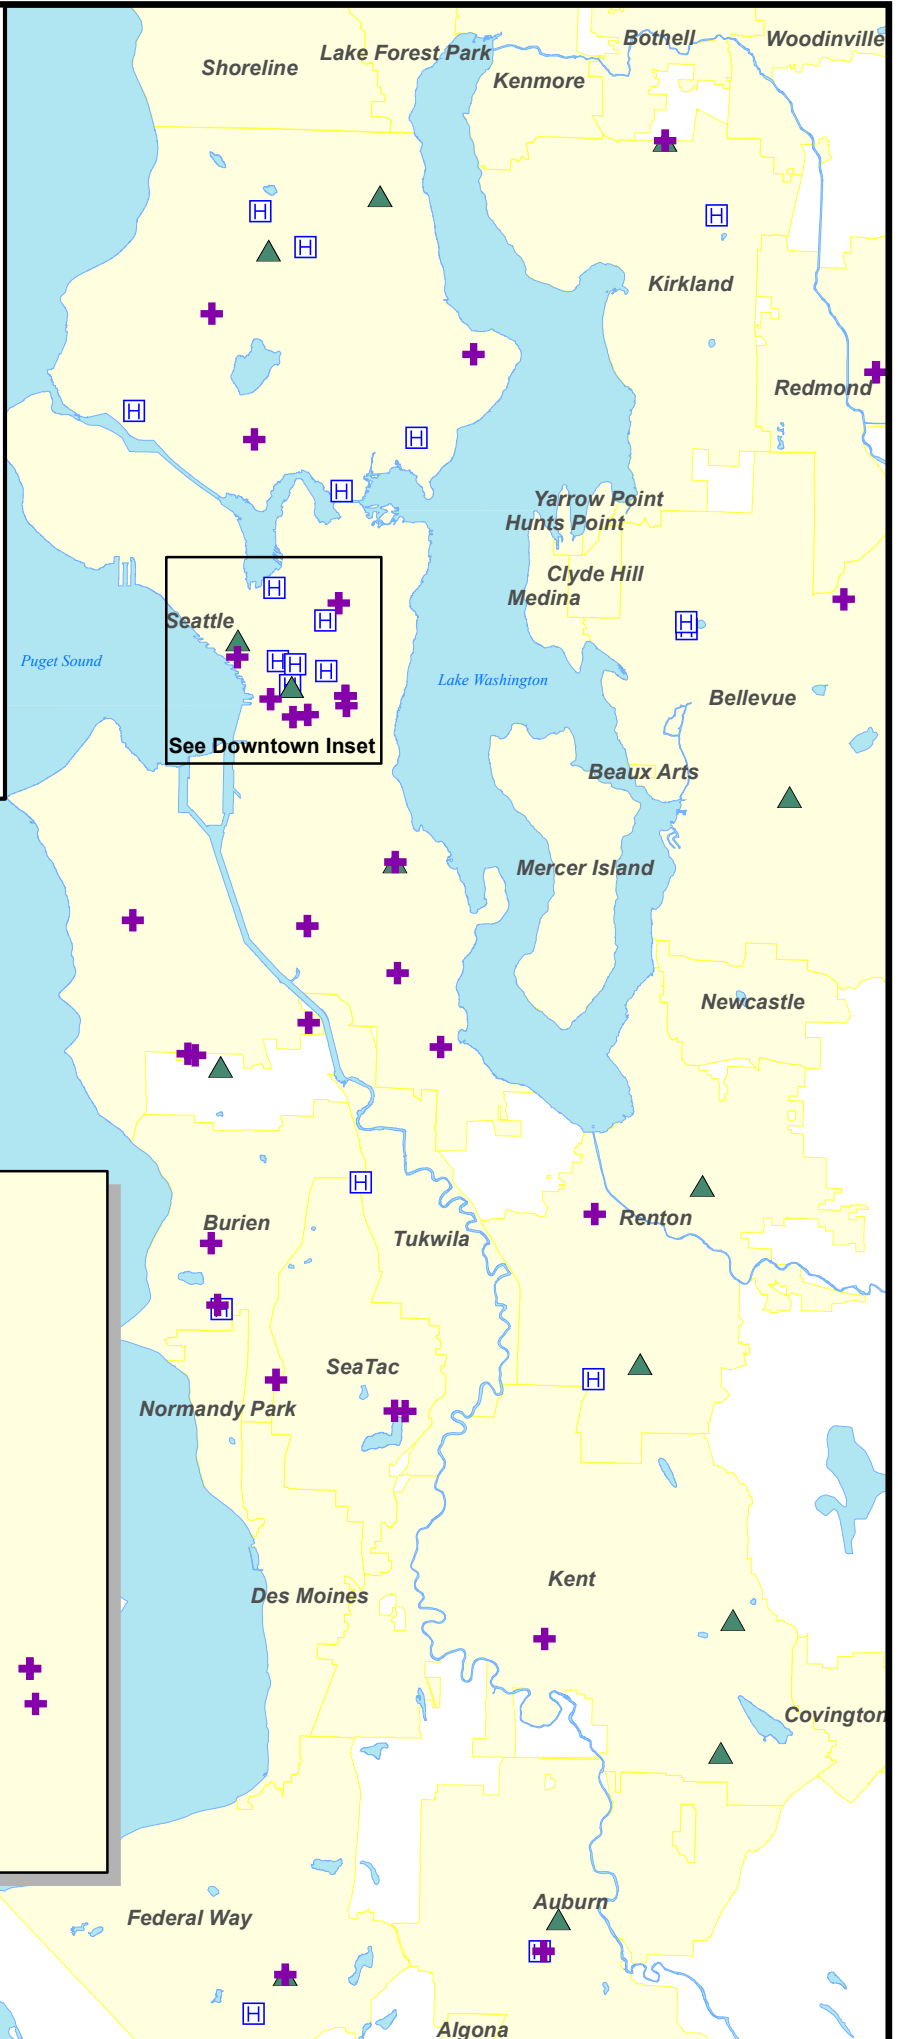 Bothell
Woodinville
Lake Forest Park
Shoreline
Kenmore
H
H
H
Kirkland
Redmond
H
H
H
Yarrow Point
Hunts Point
Clyde Hill
H
Medina
Seattle
H
H
H
Puget Sound
H
H
H
Lake Washington
H
Bellevue
See Downtown Inset
Beaux Arts
Mercer Island
Newcastle
H
Renton
Burien
Tukwila
H
SeaTac
H
Normandy Park
Kent
Des Moines
Covington
Auburn
Federal Way
H
H
Algona